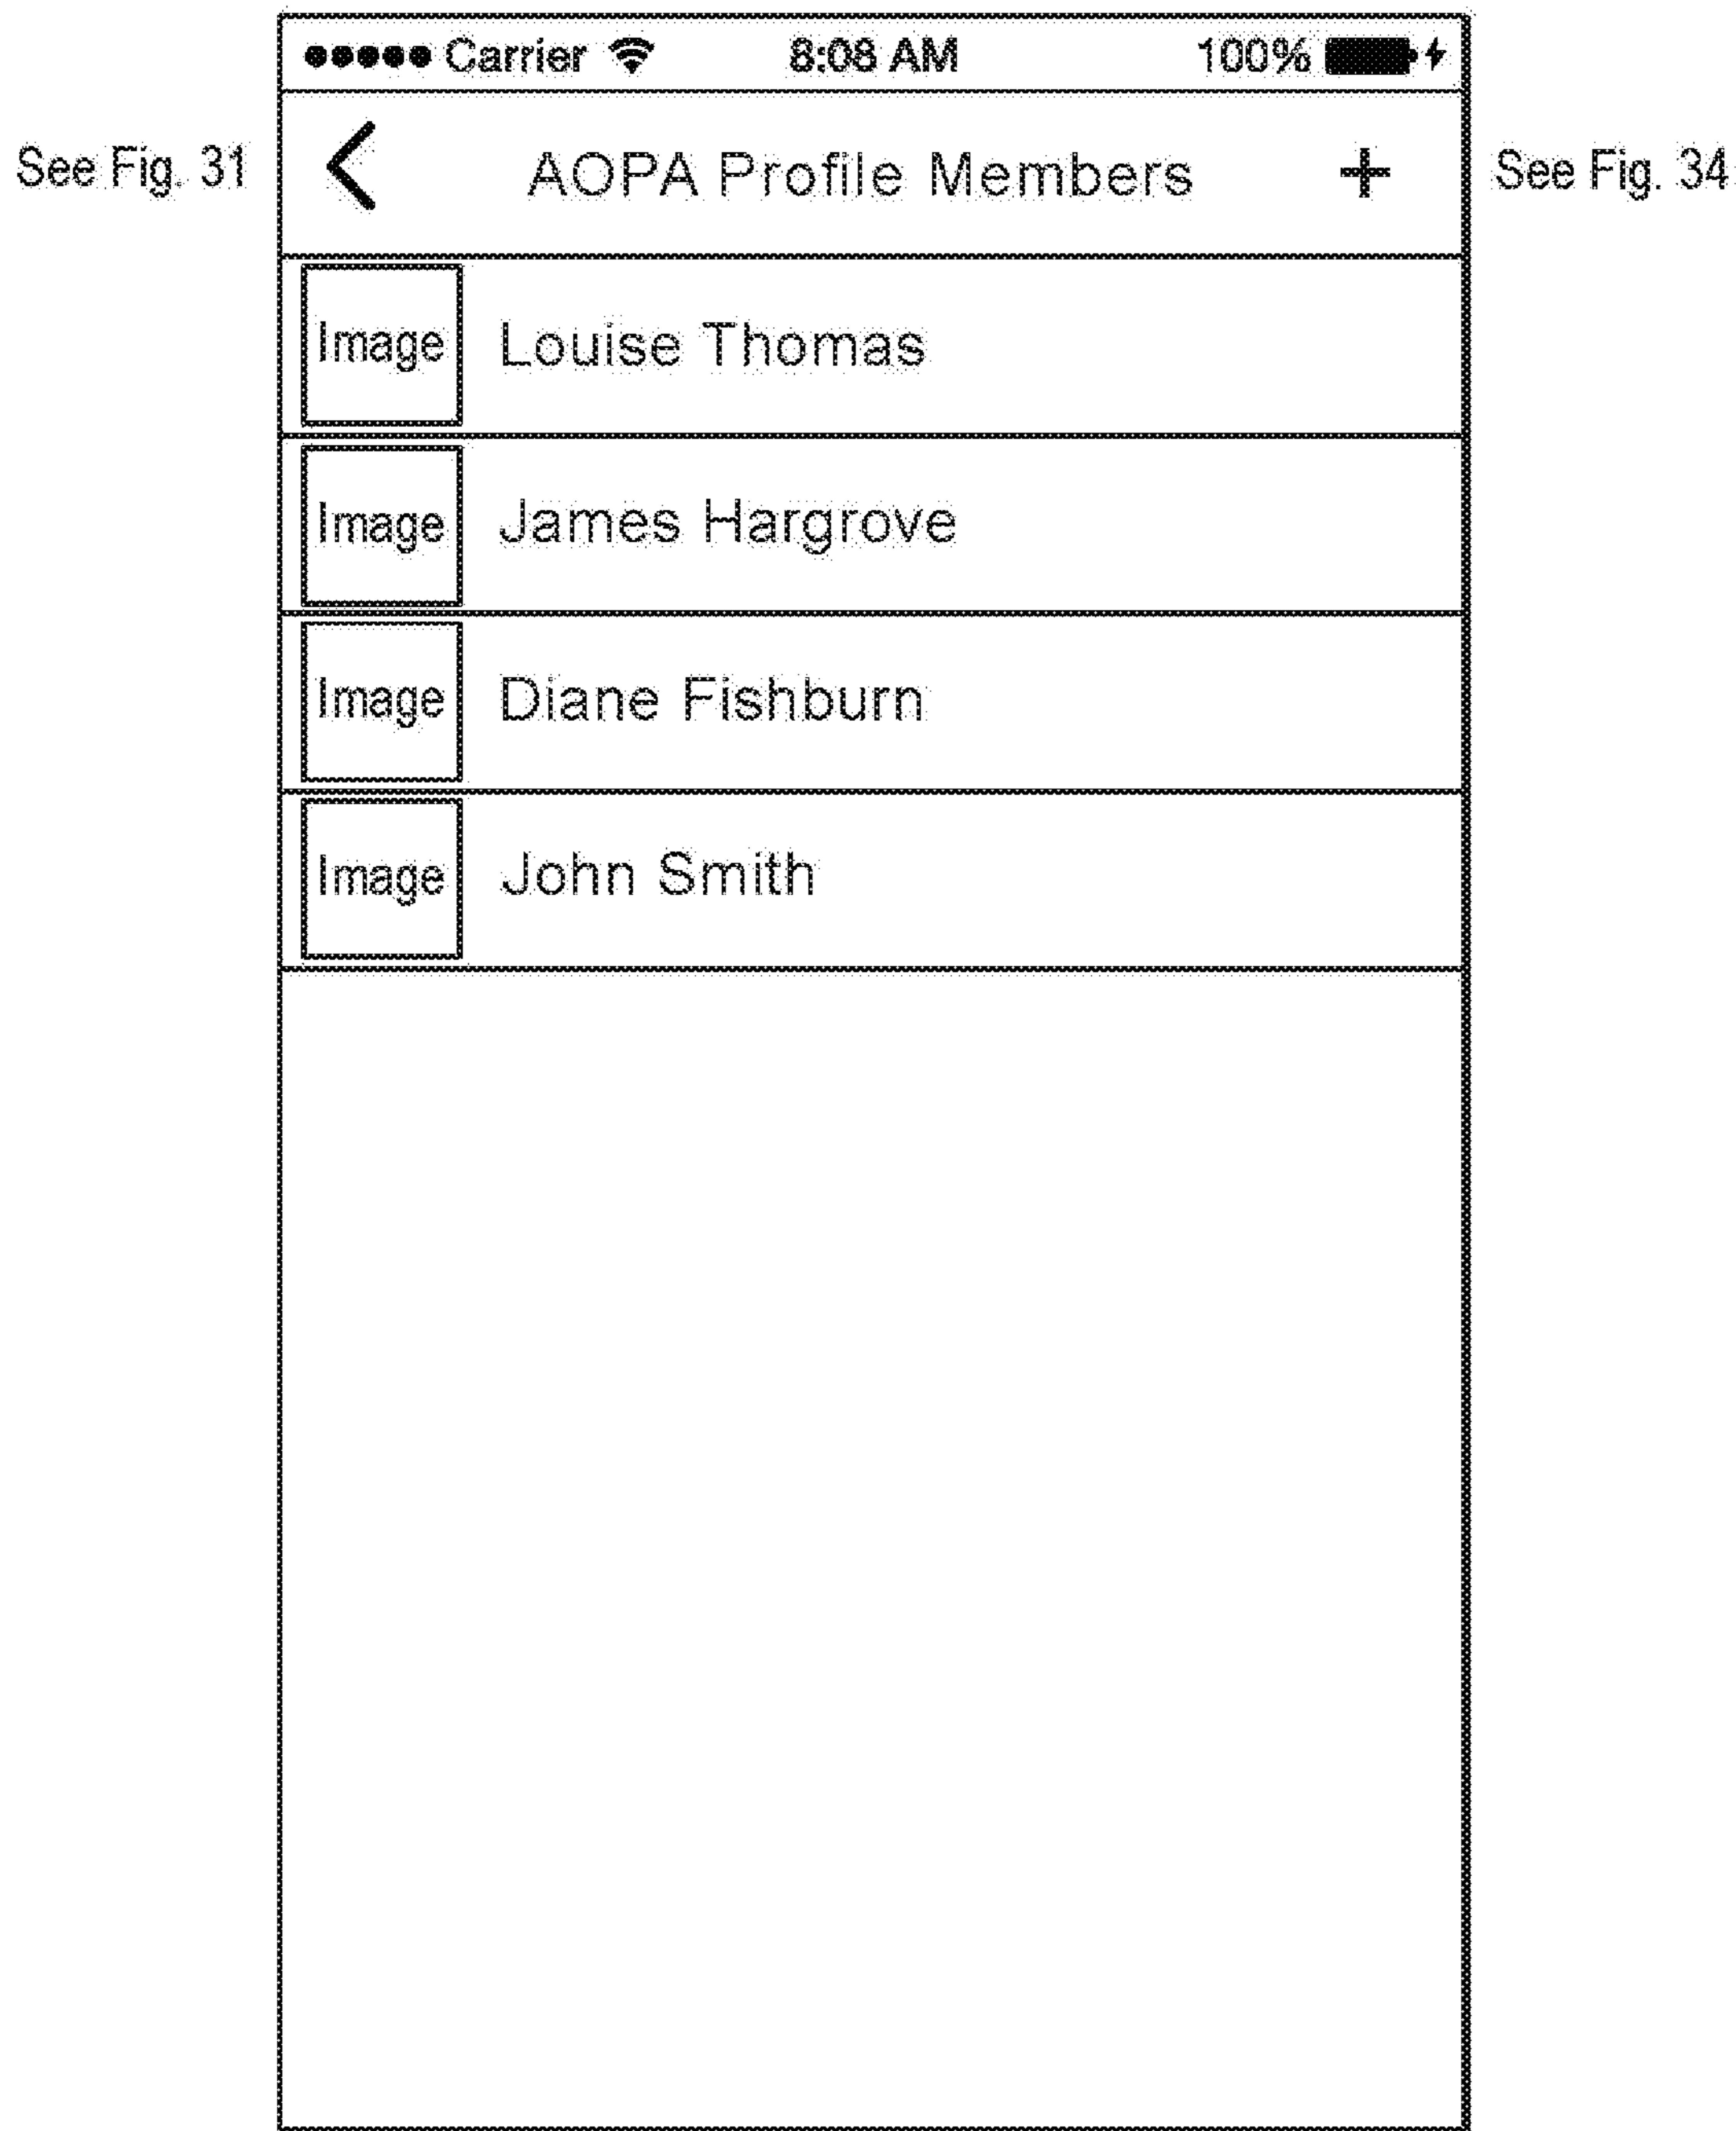 Carrier 8:08 AM 100%
See Fig. 31 < AOPA Profile Members + See Fig. 34
Image Louise Thomas
Image James Hargrove
Image Diane Fishburn
Image John Smith